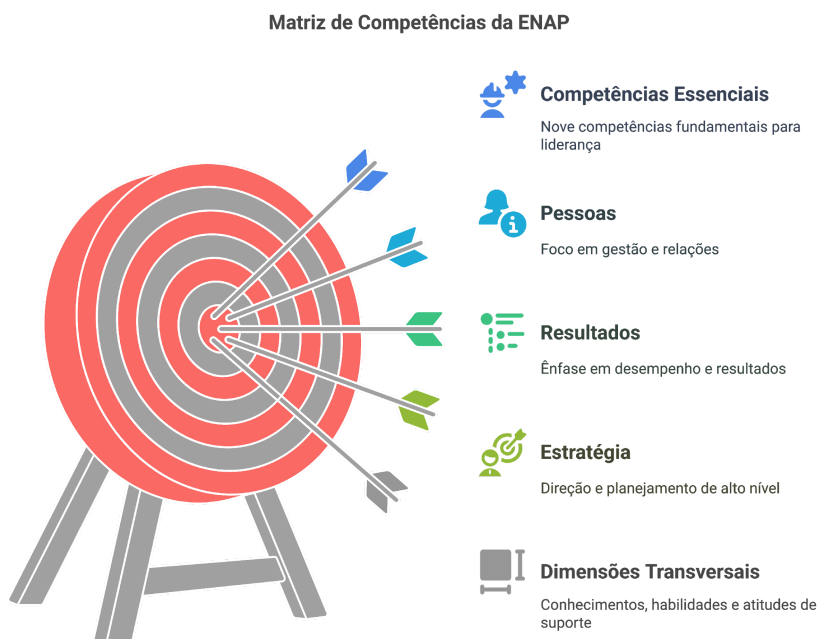 Matriz de Competências da ENAP
Competências Essenciais
Nove competências fundamentais para
liderança
Pessoas
Foco em gestão e relações
Resultados
Ênfase em desempenho e resultados
Estratégia
Direção e planejamento de alto nível
Dimensões Transversais
Conhecimentos, habilidades e atitudes de
suporte